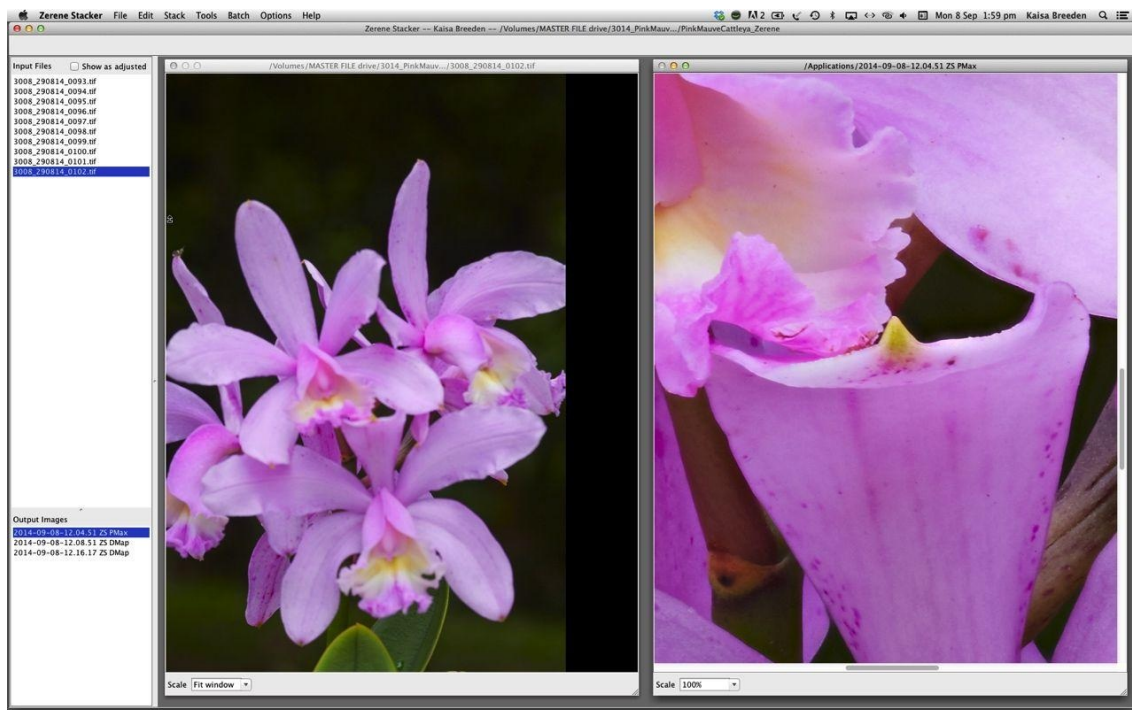 Zerene Stacker File Edit Stack Tools Batch Options Help 2 Mon 8 Sep 1:59 pm Kaisa Breeden
Zerene Stacker -- Kaisa Breeden -- /Volumes/MASTER FILE drive/3014_PinkMauv.../PinkMauveCattleya_Zerene
Input Files Show as adjusted
3008_290814_0093.tif
3008_290814_0094.tif
3008_290814_0095.tif
3008_290814_0096.tif
3008_290814_0097.tif
3008_290814_0098.tif
3008_290814_0099.tif
3008_290814_0100.tif
3008_290814_0101.tif
3008_290814_0102.tif
Output Images
2014-09-08-12.04.51 ZS PMax
2014-09-08-12.08.51 ZS DMap
2014-09-08-12.16.17 ZS DMap
/Volumes/MASTER FILE drive/3014_PinkMauv.../3008_290814_0102.tif
Scale Fit window
/Applications/2014-09-08-12.04.51 ZS PMax
Scale 100%